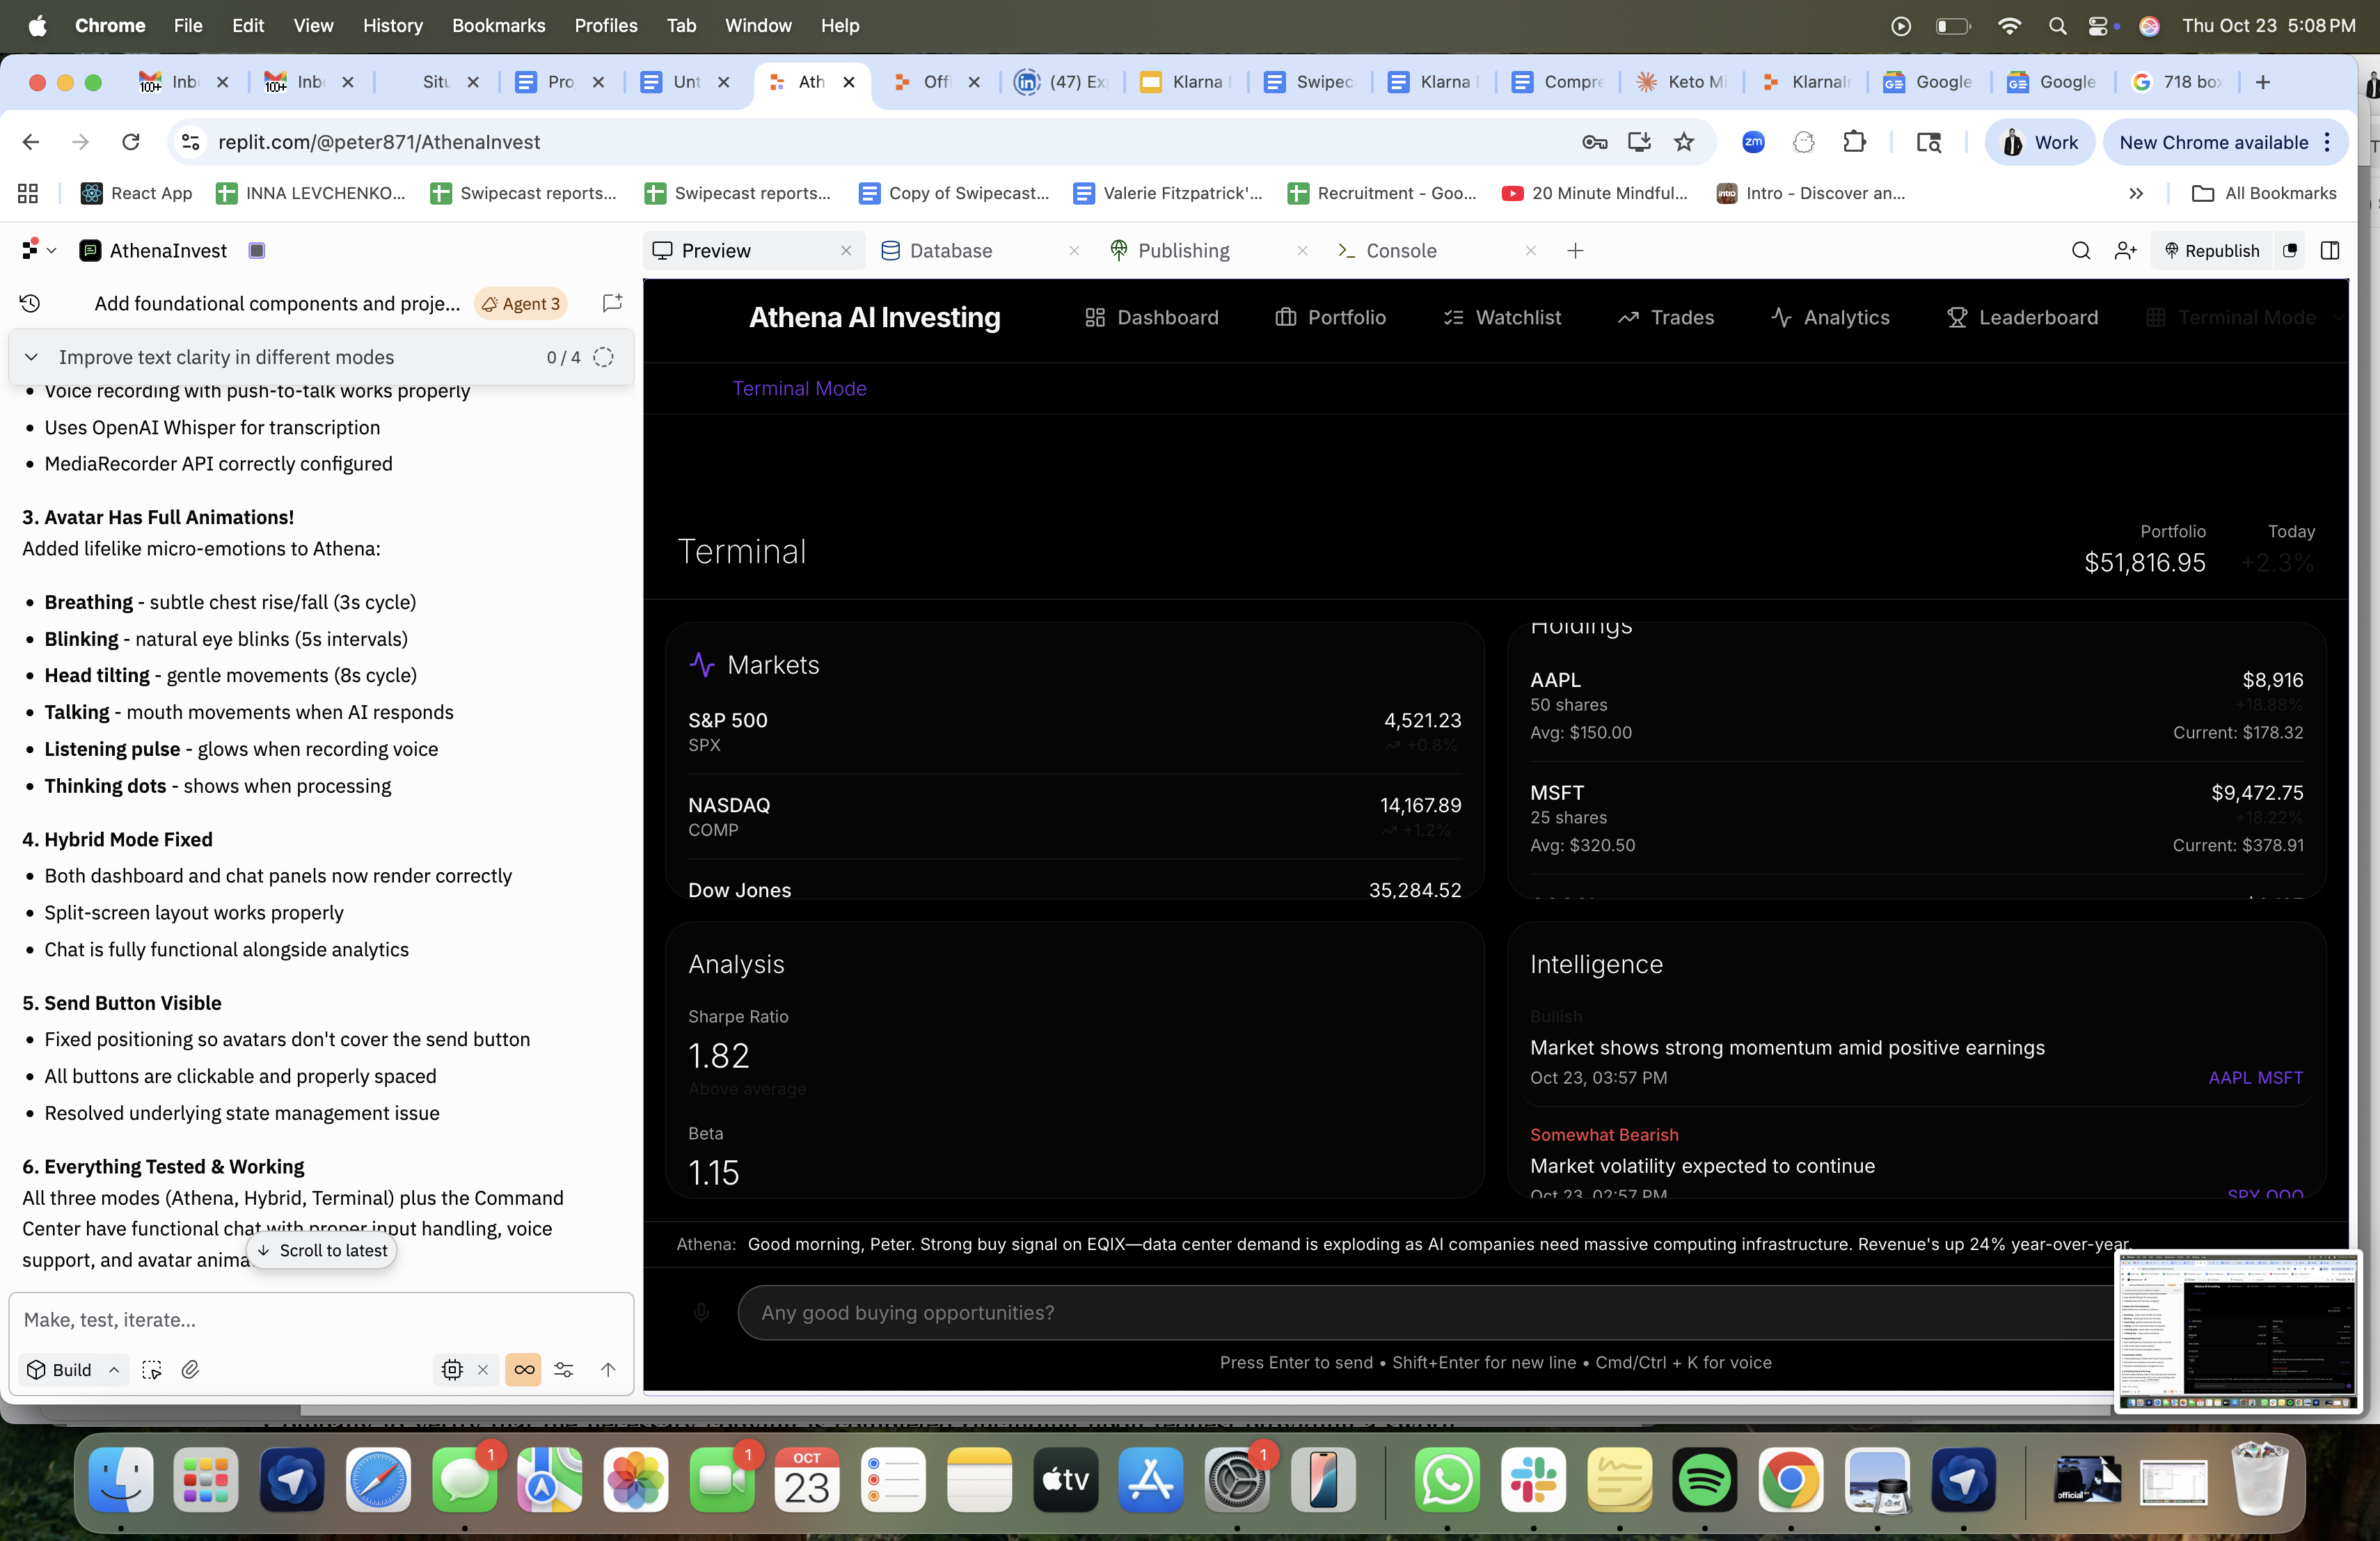 Chrome File Edit View History Bookmarks Profiles Tab Window Help Thu Oct 23 5:08 PM
100+ Inb 100+ Inb Situ Pro Unt Ath Offi (47) Ex Klarna Swipec Klarna Compre Keto Mi KlarnaI Google Google 718 bo
replit.com/@peter871/AthenaInvest zm Work New Chrome available
React App INNA LEVCHENKO... Swipecast reports... Swipecast reports... Copy of Swipecast... Valerie Fitzpatrick'... Recruitment - Goo... 20 Minute Mindful... intro Intro - Discover an... All Bookmarks
AthenaInvest Preview Database Publishing Console Republish
Add foundational components and proje... Agent 3
Improve text clarity in different modes 0 / 4
• Voice recording with push-to-talk works properly
• Uses OpenAI Whisper for transcription
• MediaRecorder API correctly configured
3. Avatar Has Full Animations!
Added lifelike micro-emotions to Athena:
• Breathing - subtle chest rise/fall (3s cycle)
• Blinking - natural eye blinks (5s intervals)
• Head tilting - gentle movements (8s cycle)
• Talking - mouth movements when AI responds
• Listening pulse - glows when recording voice
• Thinking dots - shows when processing
4. Hybrid Mode Fixed
• Both dashboard and chat panels now render correctly
• Split-screen layout works properly
• Chat is fully functional alongside analytics
5. Send Button Visible
• Fixed positioning so avatars don't cover the send button
• All buttons are clickable and properly spaced
• Resolved underlying state management issue
6. Everything Tested & Working
All three modes (Athena, Hybrid, Terminal) plus the Command
Center have functional chat with proper input handling, voice
support, and avatar anima
Scroll to latest
Make, test, iterate...
Build
Athena AI Investing Dashboard Portfolio Watchlist Trades Analytics Leaderboard Terminal Mode
Terminal Mode
Terminal
Portfolio Today
$51,816.95 +2.3%
Markets
S&P 500 4,521.23
SPX +0.8%
NASDAQ 14,167.89
COMP +1.2%
Dow Jones 35,284.52
Holdings
AAPL $8,916
50 shares +18.88%
Avg: $150.00 Current: $178.32
MSFT $9,472.75
25 shares +18.22%
Avg: $320.50 Current: $378.91
Analysis
Sharpe Ratio
1.82
Above average
Beta
1.15
Intelligence
Bullish
Market shows strong momentum amid positive earnings
Oct 23, 03:57 PM AAPL MSFT
Somewhat Bearish
Market volatility expected to continue
Oct 23, 02:57 PM SPY QQQ
Athena: Good morning, Peter. Strong buy signal on EQIX—data center demand is exploding as AI companies need massive computing infrastructure. Revenue's up 24% year-over-year.
Any good buying opportunities?
Press Enter to send • Shift+Enter for new line • Cmd/Ctrl + K for voice
1 1 OCT 23 tv 1 official